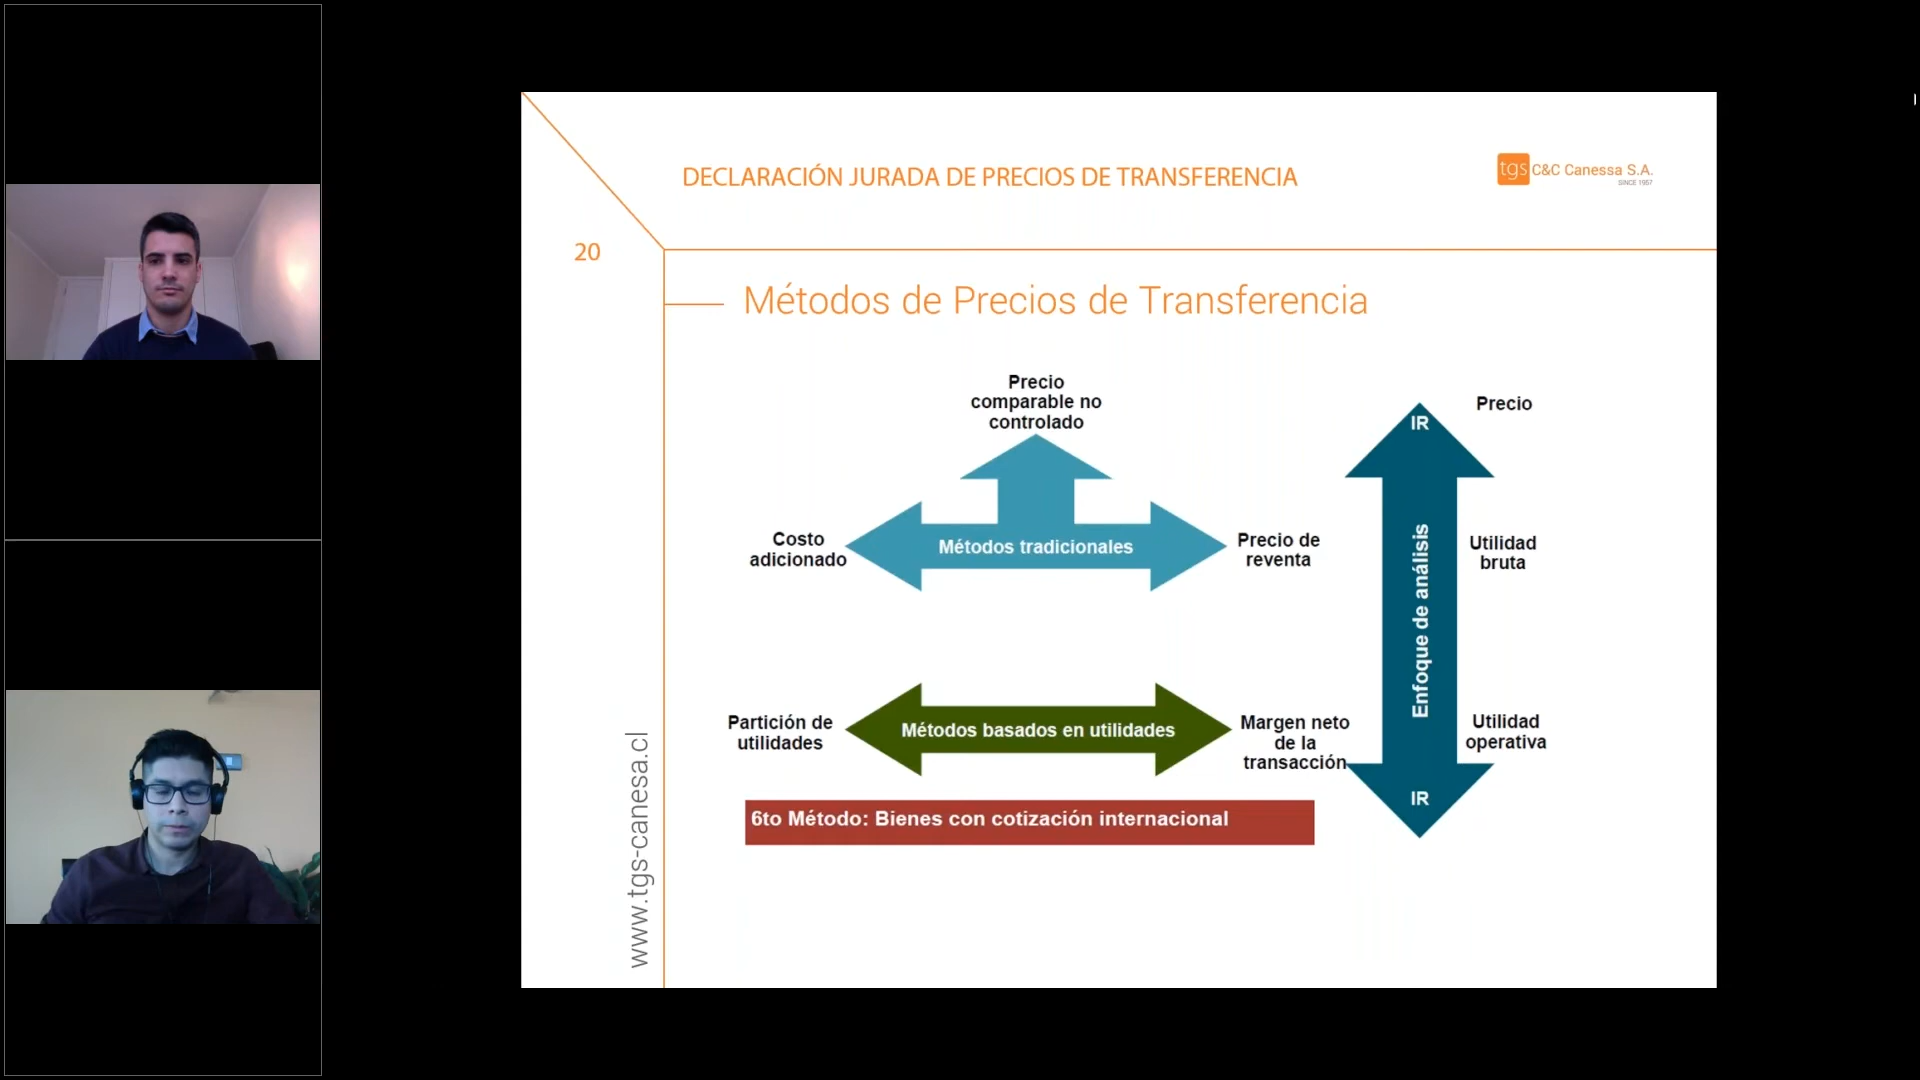 DECLARACIÓN JURADA DE PRECIOS DE TRANSFERENCIA
tgs C&C Canessa S.A.
SINCE 1957
20
Métodos de Precios de Transferencia
Precio
comparable no
controlado
Costo
adicionado
Métodos tradicionales
Precio de
reventa
Partición de
utilidades
Métodos basados en utilidades
Margen neto
de la
transacción
6to Método: Bienes con cotización internacional
IR
Enfoque de análisis
IR
Precio
Utilidad
bruta
Utilidad
operativa
www.tgs-canesa.cl